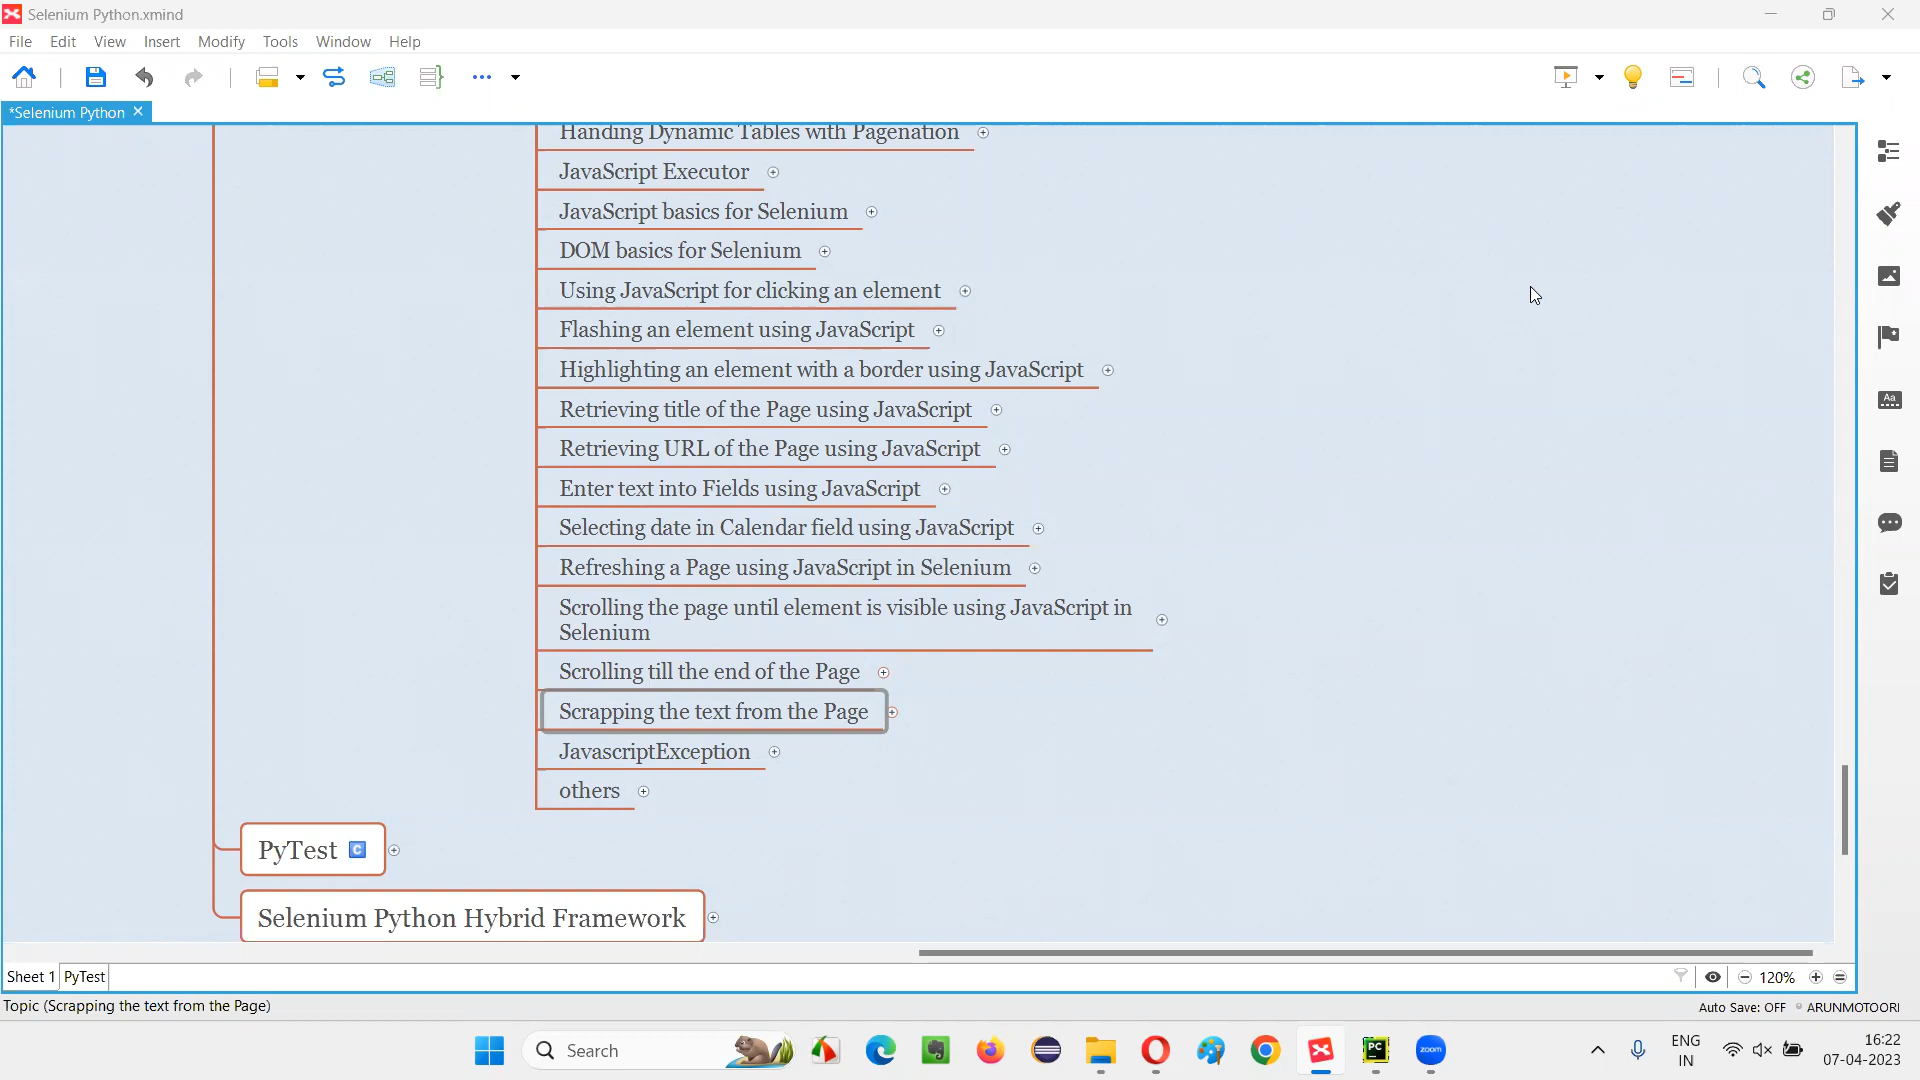 Selenium Python.xmind
File Edit View Insert Modify Tools Window Help
*Selenium Python
Handing Dynamic Tables with Pagenation
JavaScript Executor
JavaScript basics for Selenium
DOM basics for Selenium
Using JavaScript for clicking an element
Flashing an element using JavaScript
Highlighting an element with a border using JavaScript
Retrieving title of the Page using JavaScript
Retrieving URL of the Page using JavaScript
Enter text into Fields using JavaScript
Selecting date in Calendar field using JavaScript
Refreshing a Page using JavaScript in Selenium
Scrolling the page until element is visible using JavaScript in
Selenium
Scrolling till the end of the Page
Scrapping the text from the Page
JavascriptException
others
PyTest C
Selenium Python Hybrid Framework
Aa
Sheet 1 PyTest
120%
Topic (Scrapping the text from the Page)
Auto Save: OFF ARUNMOTOORI
Search
PC
zoom
ENG
IN
16:22
07-04-2023